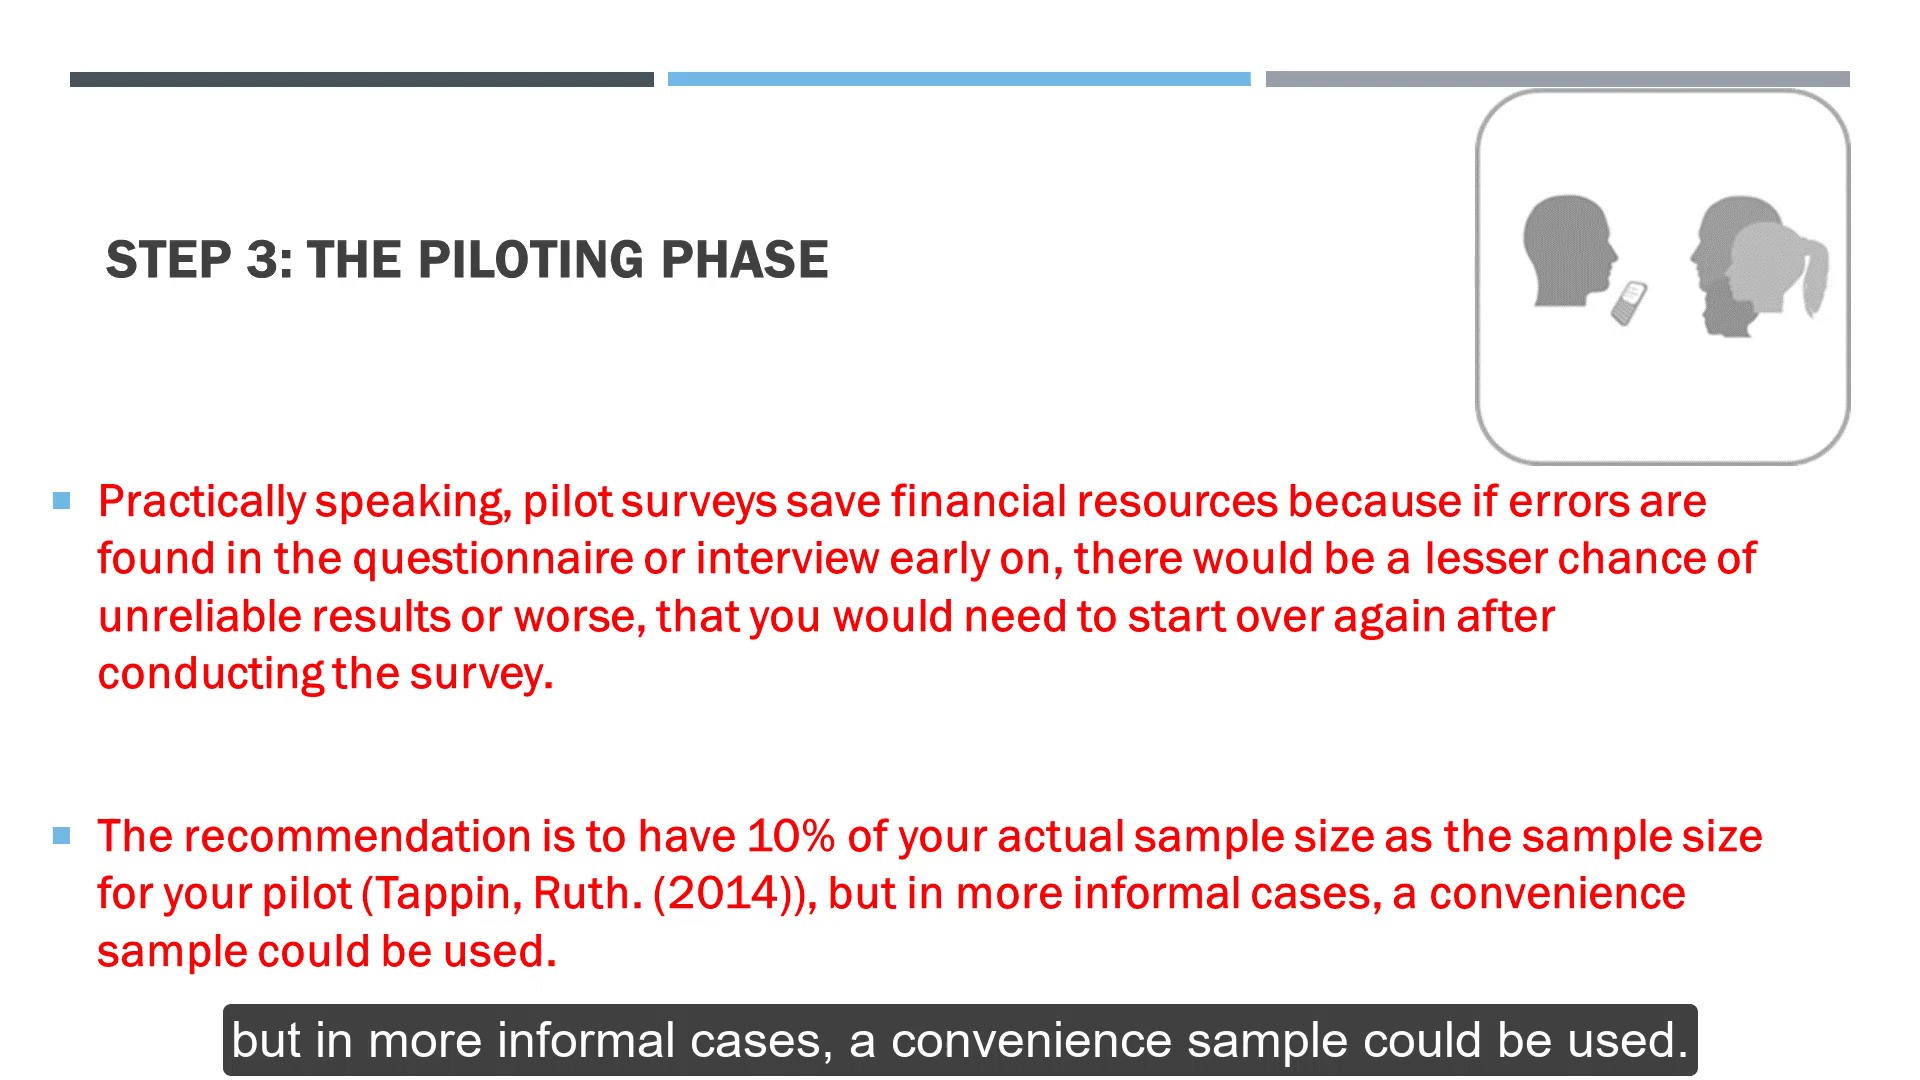 STEP 3: THE PILOTING PHASE
Practically speaking, pilot surveys save financial resources because if errors are
found in the questionnaire or interview early on, there would be a lesser chance of
unreliable results or worse, that you would need to start over again after
conducting the survey.
The recommendation is to have 10% of your actual sample size as the sample size
for your pilot (Tappin, Ruth. (2014)), but in more informal cases, a convenience
sample could be used.
but in more informal cases, a convenience sample could be used.